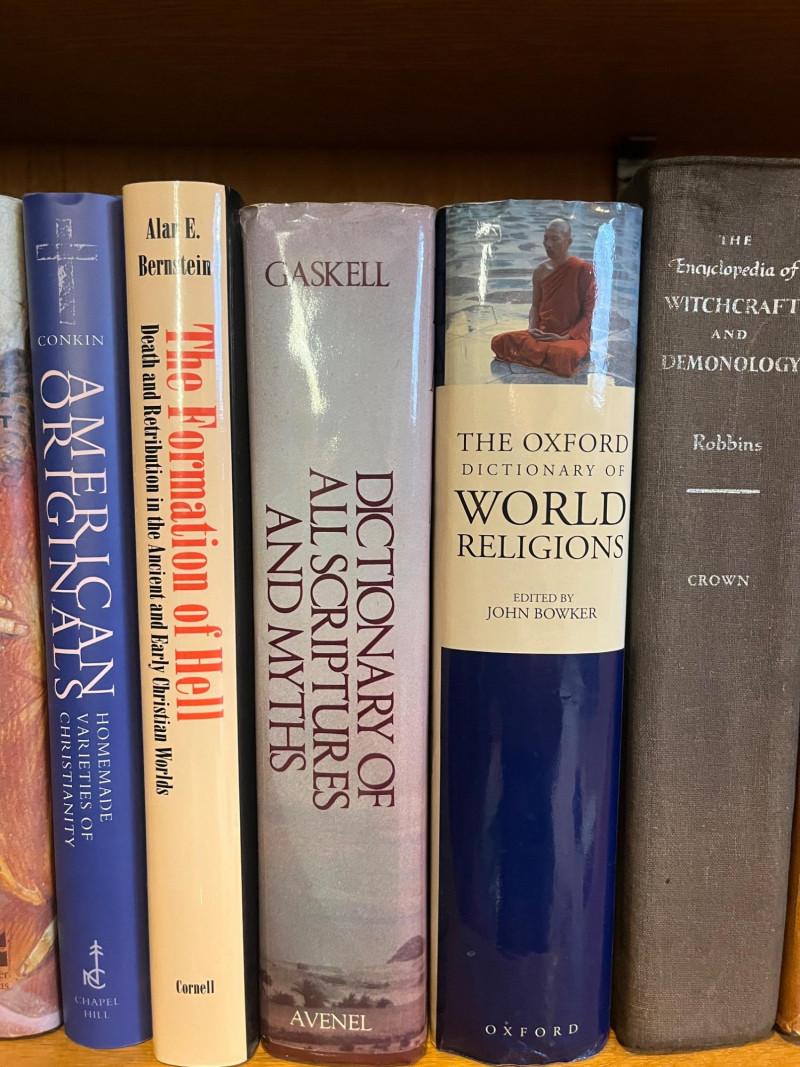 CONKIN
AMERICAN
ORIGINALS
HOMEMADE
VARIETIES OF
CHRISTIANITY
CHAPEL
HILL
Alan E.
Bernstein
The Formation of Hell
Death and Retribution in the Ancient and Early Christian Worlds
Cornell
GASKELL
DICTIONARY OF
ALL SCRIPTURES
AND MYTHS
AVENEL
THE OXFORD
DICTIONARY OF
WORLD
RELIGIONS
EDITED BY
JOHN BOWKER
OXFORD
THE
Encyclopedia of
WITCHCRAFT
AND
DEMONOLOGY
Robbins
CROWN